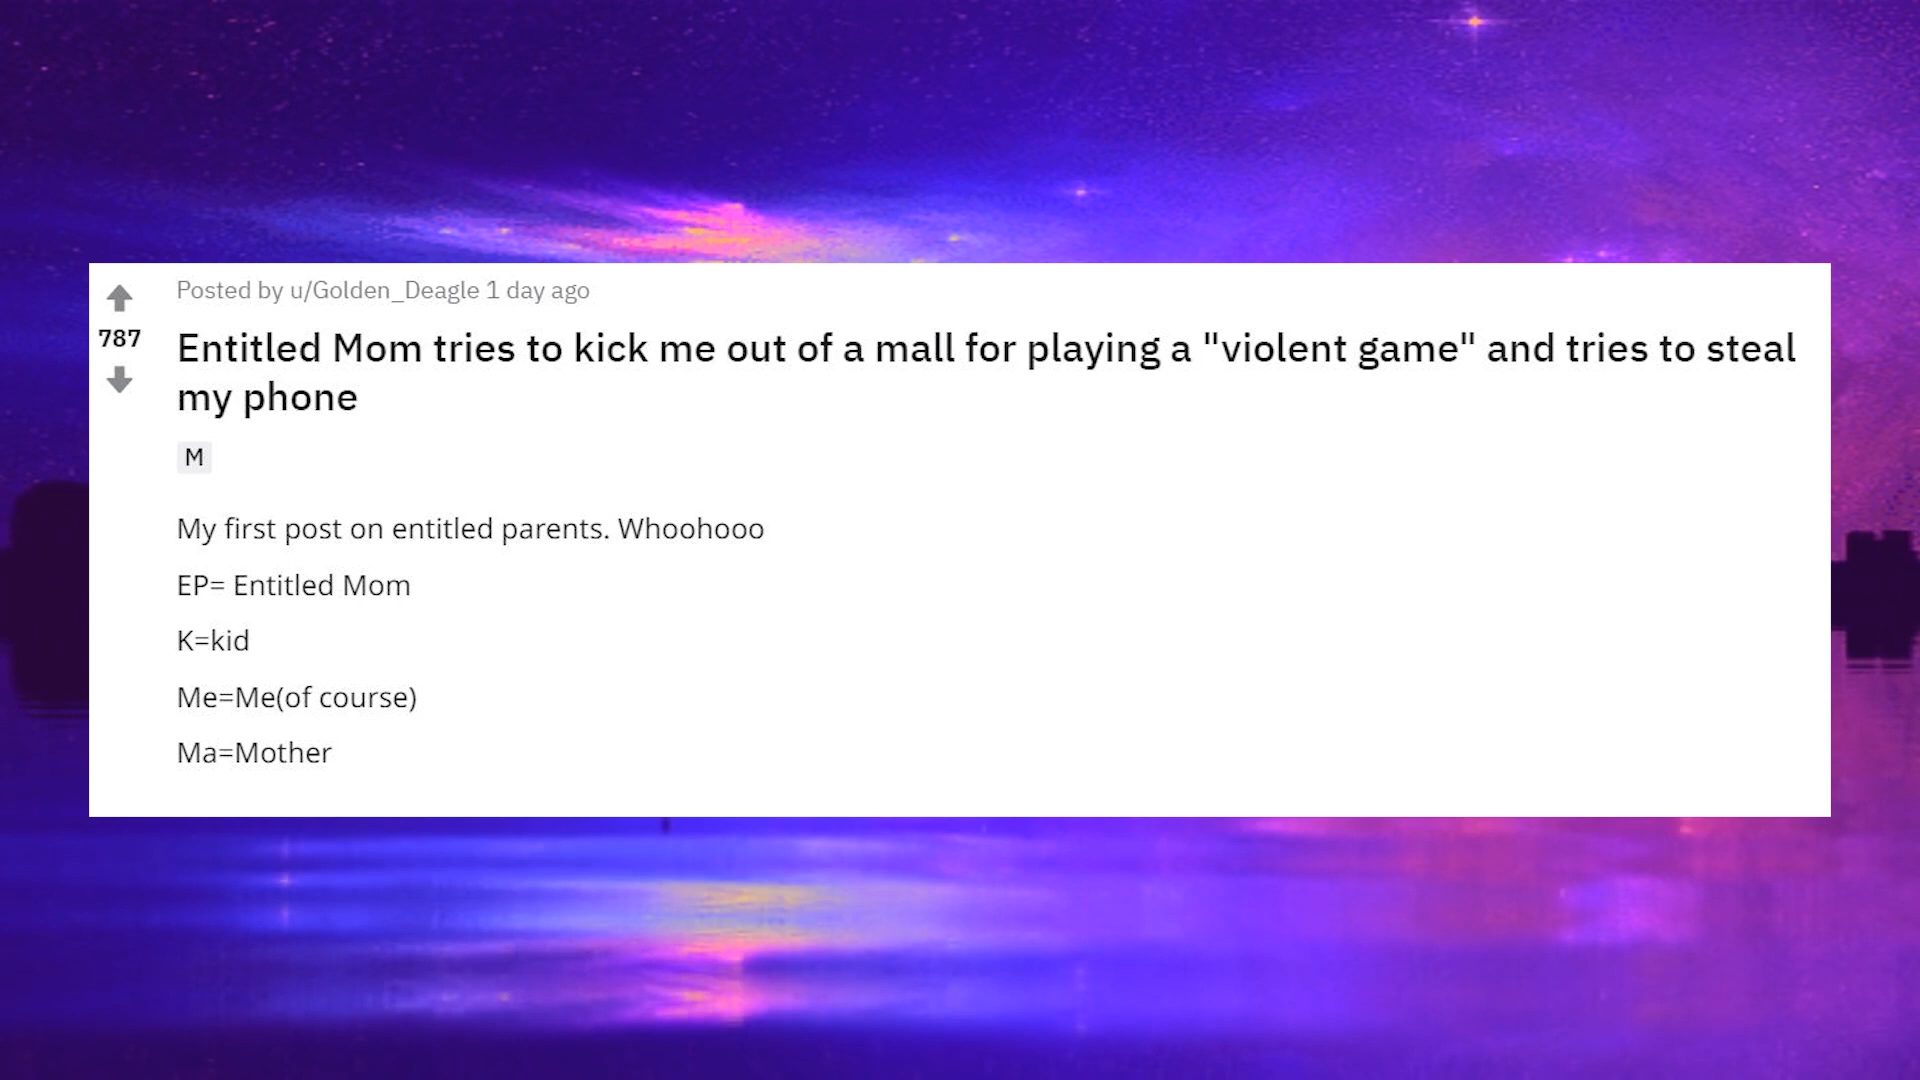 Posted by u/Golden_Deagle 1 day ago
787
Entitled Mom tries to kick me out of a mall for playing a "violent game" and tries to steal
my phone
M
My first post on entitled parents. Whoohooo
EP= Entitled Mom
K=kid
Me=Me(of course)
Ma=Mother